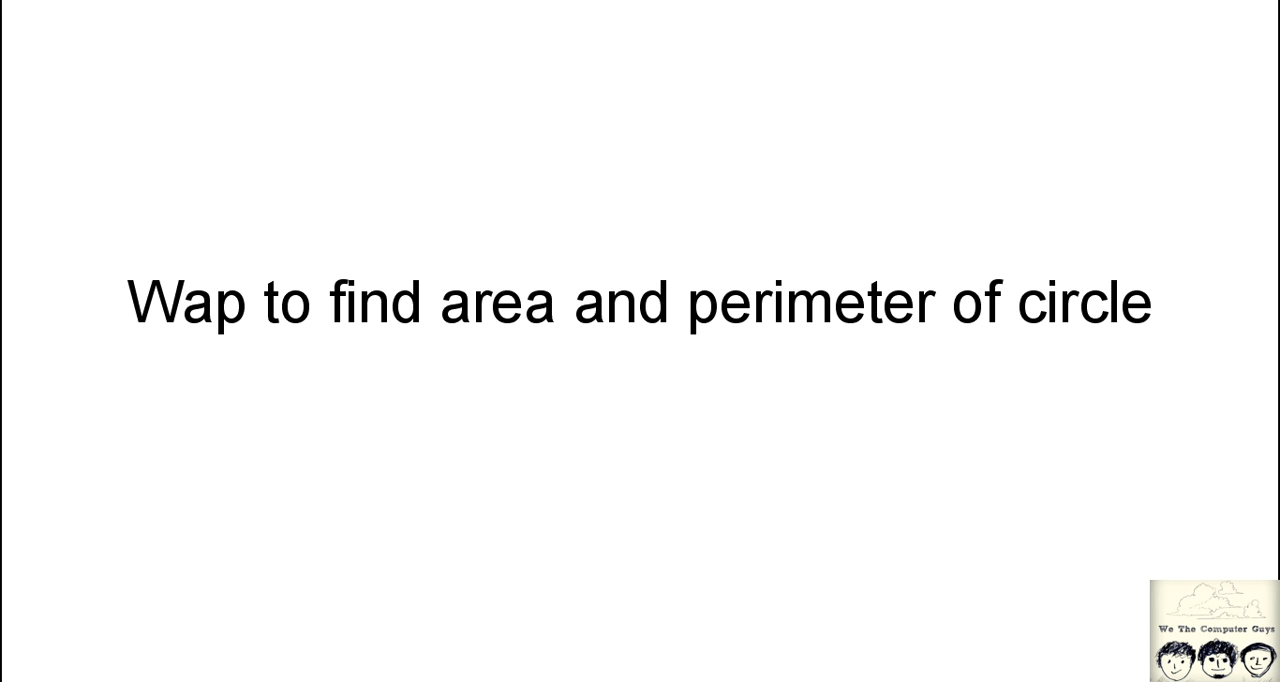 Wap to find area and perimeter of circle
We The Computer Guys